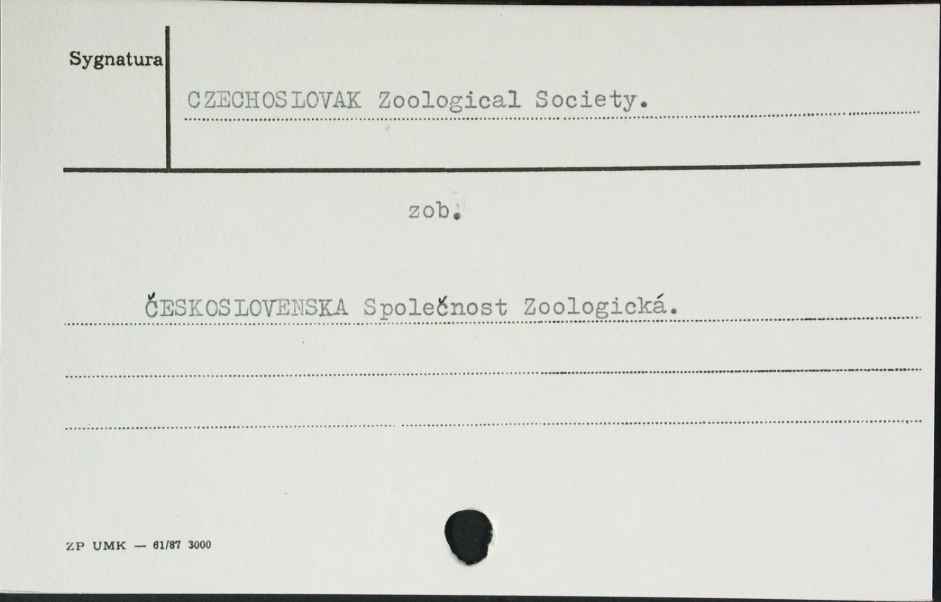 Sygnatura
CZECHOSLOVAK Zoological Society.
zob.
ČESKOSLOVENSKA Společnost Zoologická.
ZP UMK — 61/87 3000